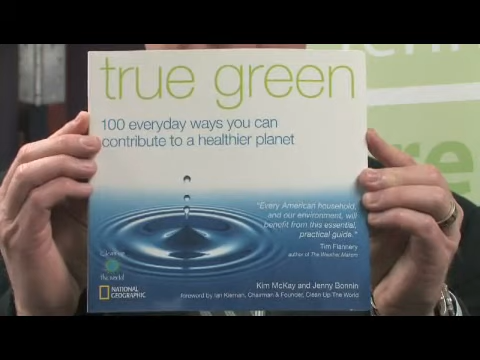 true green
100 everyday ways you can
contribute to a healthier planet
"Every American household,
and our environment, will
benefit from this essential,
practical guide."
Tim Flannery
author of The Weather Makers
the world
NATIONAL
GEOGRAPHIC
Kim McKay and Jenny Bonnin
foreword by Ian Kiernan, Chairman & Founder, Clean Up The World